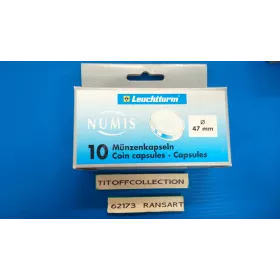 Leuchtturm
NUMIS
Ø
47 mm
10 Münzenkapseln
Coin capsules - Capsules
TITOFFCOLLECTION
62173 RANSART